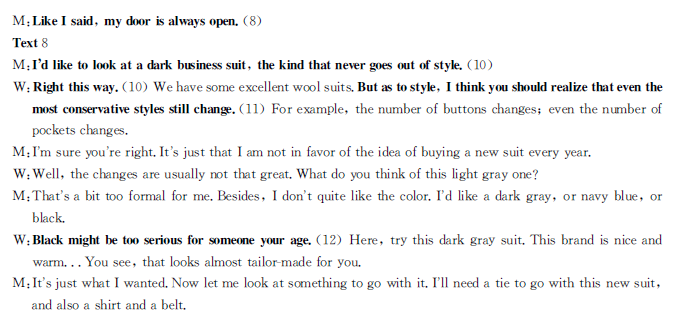 M: Like I said, my door is always open. (8)
Text 8
M: I'd like to look at a dark business suit, the kind that never goes out of style. (10)
W: Right this way. (10) We have some excellent wool suits. But as to style, I think you should realize that even the
most conservative styles still change. (11) For example, the number of buttons changes; even the number of
pockets changes.
M: I'm sure you're right. It's just that I am not in favor of the idea of buying a new suit every year.
W: Well, the changes are usually not that great. What do you think of this light gray one?
M: That's a bit too formal for me. Besides, I don't quite like the color. I'd like a dark gray, or navy blue, or
black.
W: Black might be too serious for someone your age. (12) Here, try this dark gray suit. This brand is nice and
warm... You see, that looks almost tailor-made for you.
M: It's just what I wanted. Now let me look at something to go with it. I'll need a tie to go with this new suit,
and also a shirt and a belt.